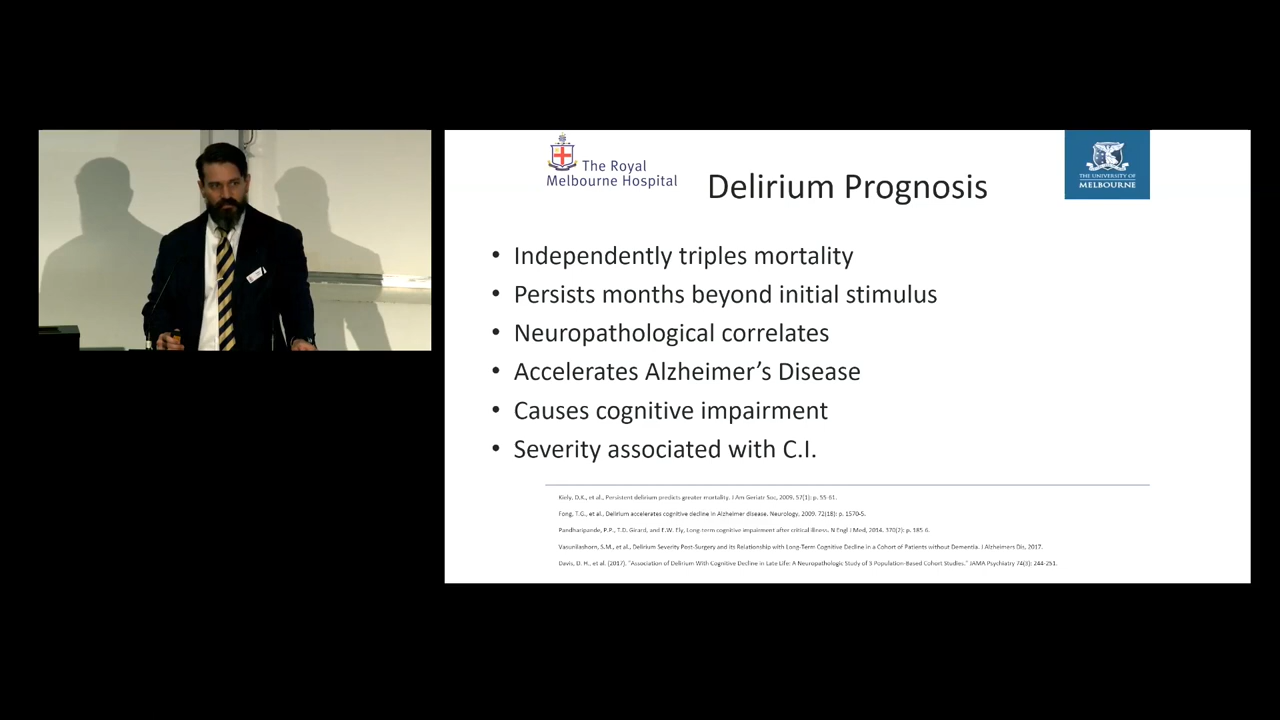 The Royal
Melbourne Hospital
Delirium Prognosis
THE UNIVERSITY OF
MELBOURNE
• Independently triples mortality
• Persists months beyond initial stimulus
• Neuropathological correlates
• Accelerates Alzheimer’s Disease
• Causes cognitive impairment
• Severity associated with C.I.
Kiely, D.K., et al., Persistent delirium predicts greater mortality. J Am Geriatr Soc, 2009. 57(1): p. 55-61.
Fong, T.G., et al., Delirium accelerates cognitive decline in Alzheimer disease. Neurology, 2009. 72(18): p. 1570-5.
Pandharipande, P.P., T.D. Girard, and E.W. Ely, Long-term cognitive impairment after critical illness. N Engl J Med, 2014. 370(2): p. 185-6.
Vasunilashorn, S.M., et al., Delirium Severity Post-Surgery and its Relationship with Long-Term Cognitive Decline in a Cohort of Patients without Dementia. J Alzheimers Dis, 2017.
Davis, D. H., et al. (2017). "Association of Delirium With Cognitive Decline in Late Life: A Neuropathologic Study of 3 Population-Based Cohort Studies." JAMA Psychiatry 74(3): 244-251.